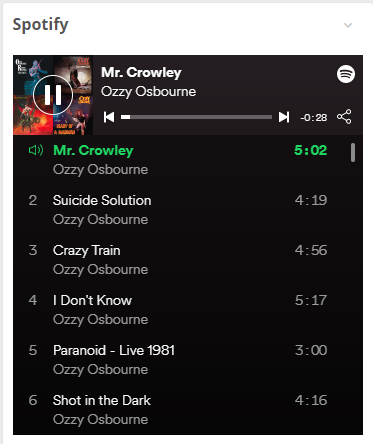 Spotify
Mr. Crowley
Ozzy Osbourne
-0:28
Mr. Crowley 5:02
Ozzy Osbourne
2 Suicide Solution 4:19
Ozzy Osbourne
3 Crazy Train 4:56
Ozzy Osbourne
4 I Don't Know 5:17
Ozzy Osbourne
5 Paranoid - Live 1981 3:00
Ozzy Osbourne
6 Shot in the Dark 4:16
Ozzy Osbourne